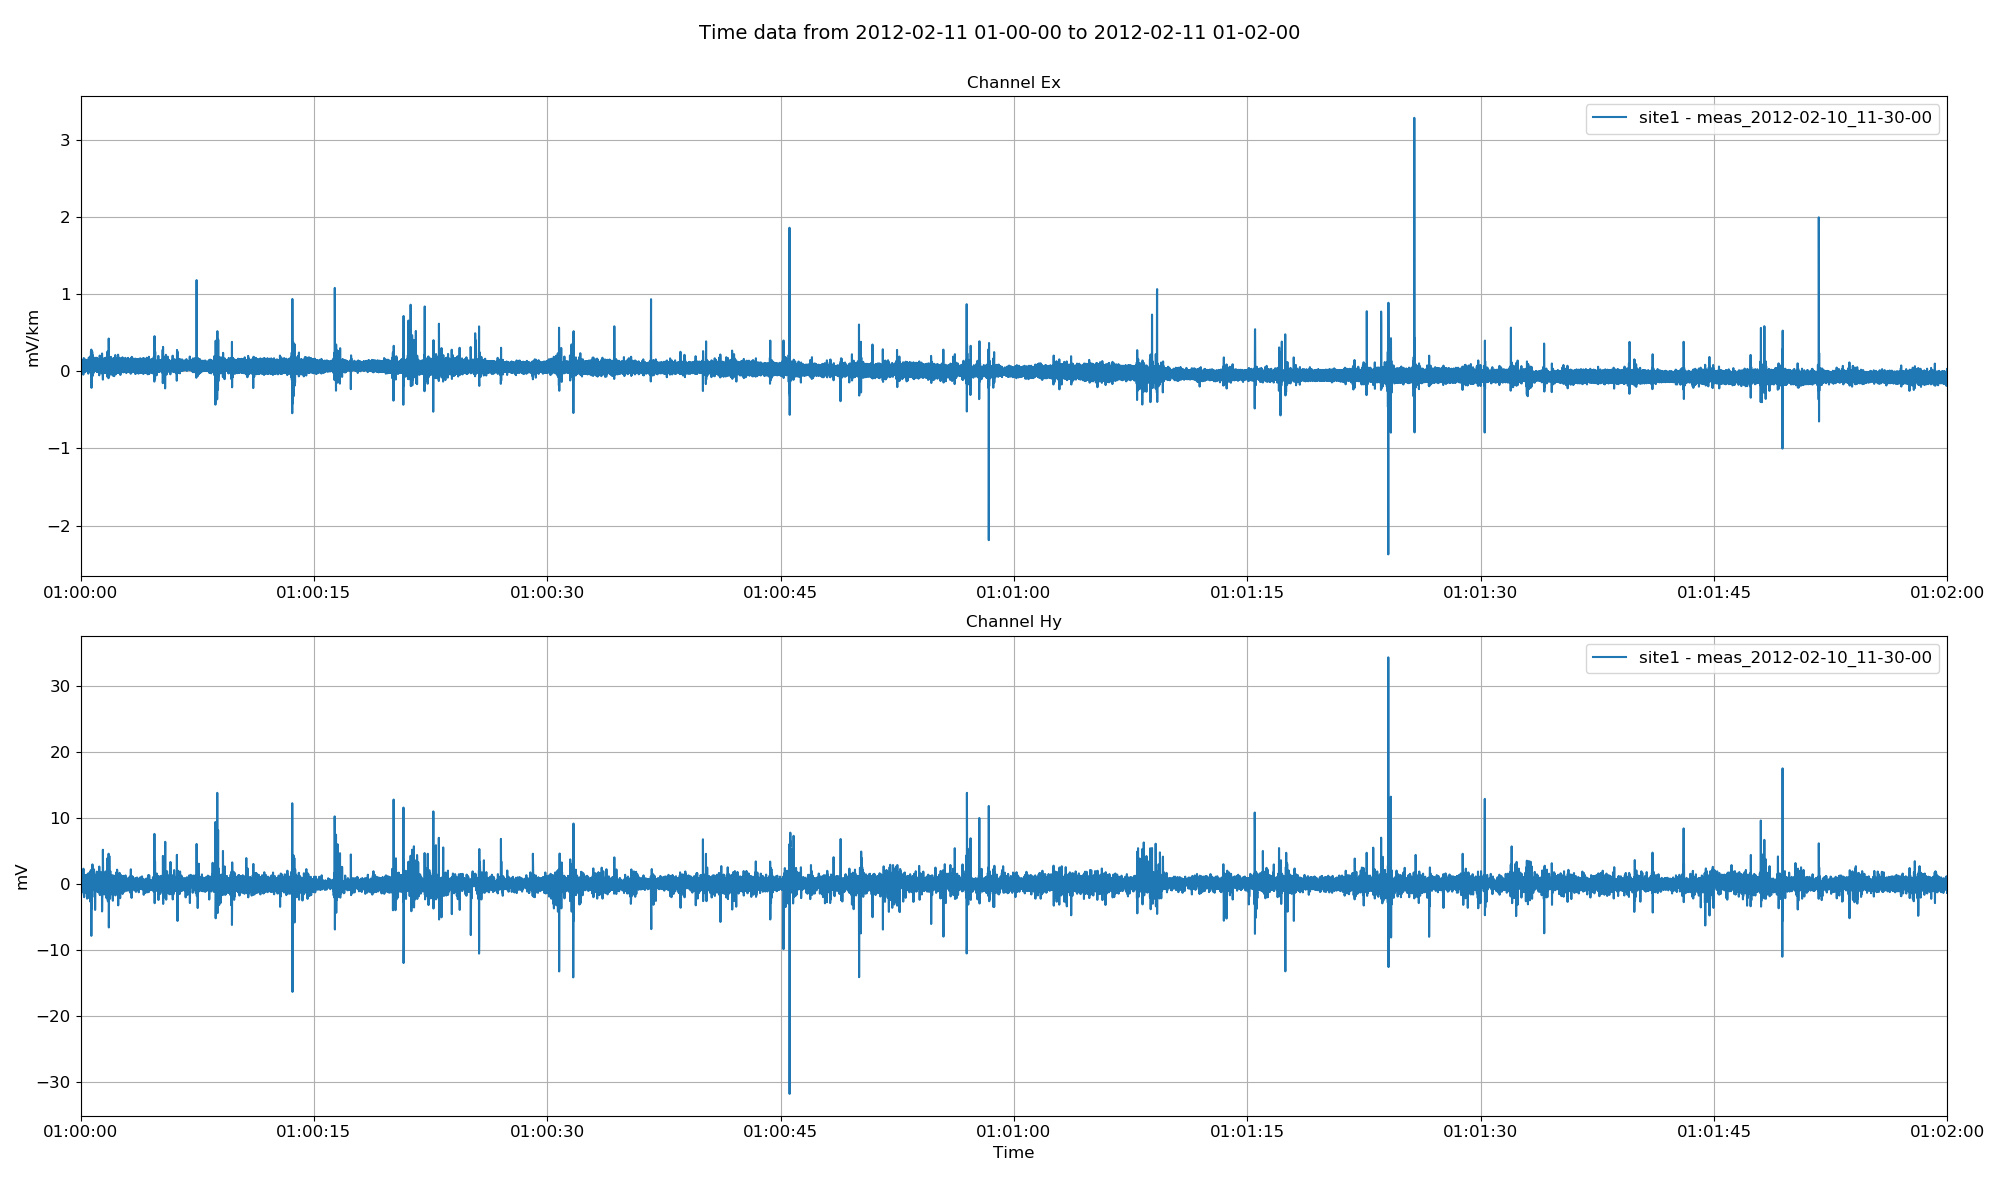 Time data from 2012-02-11 01-00-00 to 2012-02-11 01-02-00
Channel Ex
site1 - meas_2012-02-10_11-30-00
mV/km
3
2
1
0
−1
−2
01:00:00 01:00:15 01:00:30 01:00:45 01:01:00 01:01:15 01:01:30 01:01:45 01:02:00
Channel Hy
site1 - meas_2012-02-10_11-30-00
mV
30
20
10
0
−10
−20
−30
01:00:00 01:00:15 01:00:30 01:00:45 01:01:00 01:01:15 01:01:30 01:01:45 01:02:00
Time